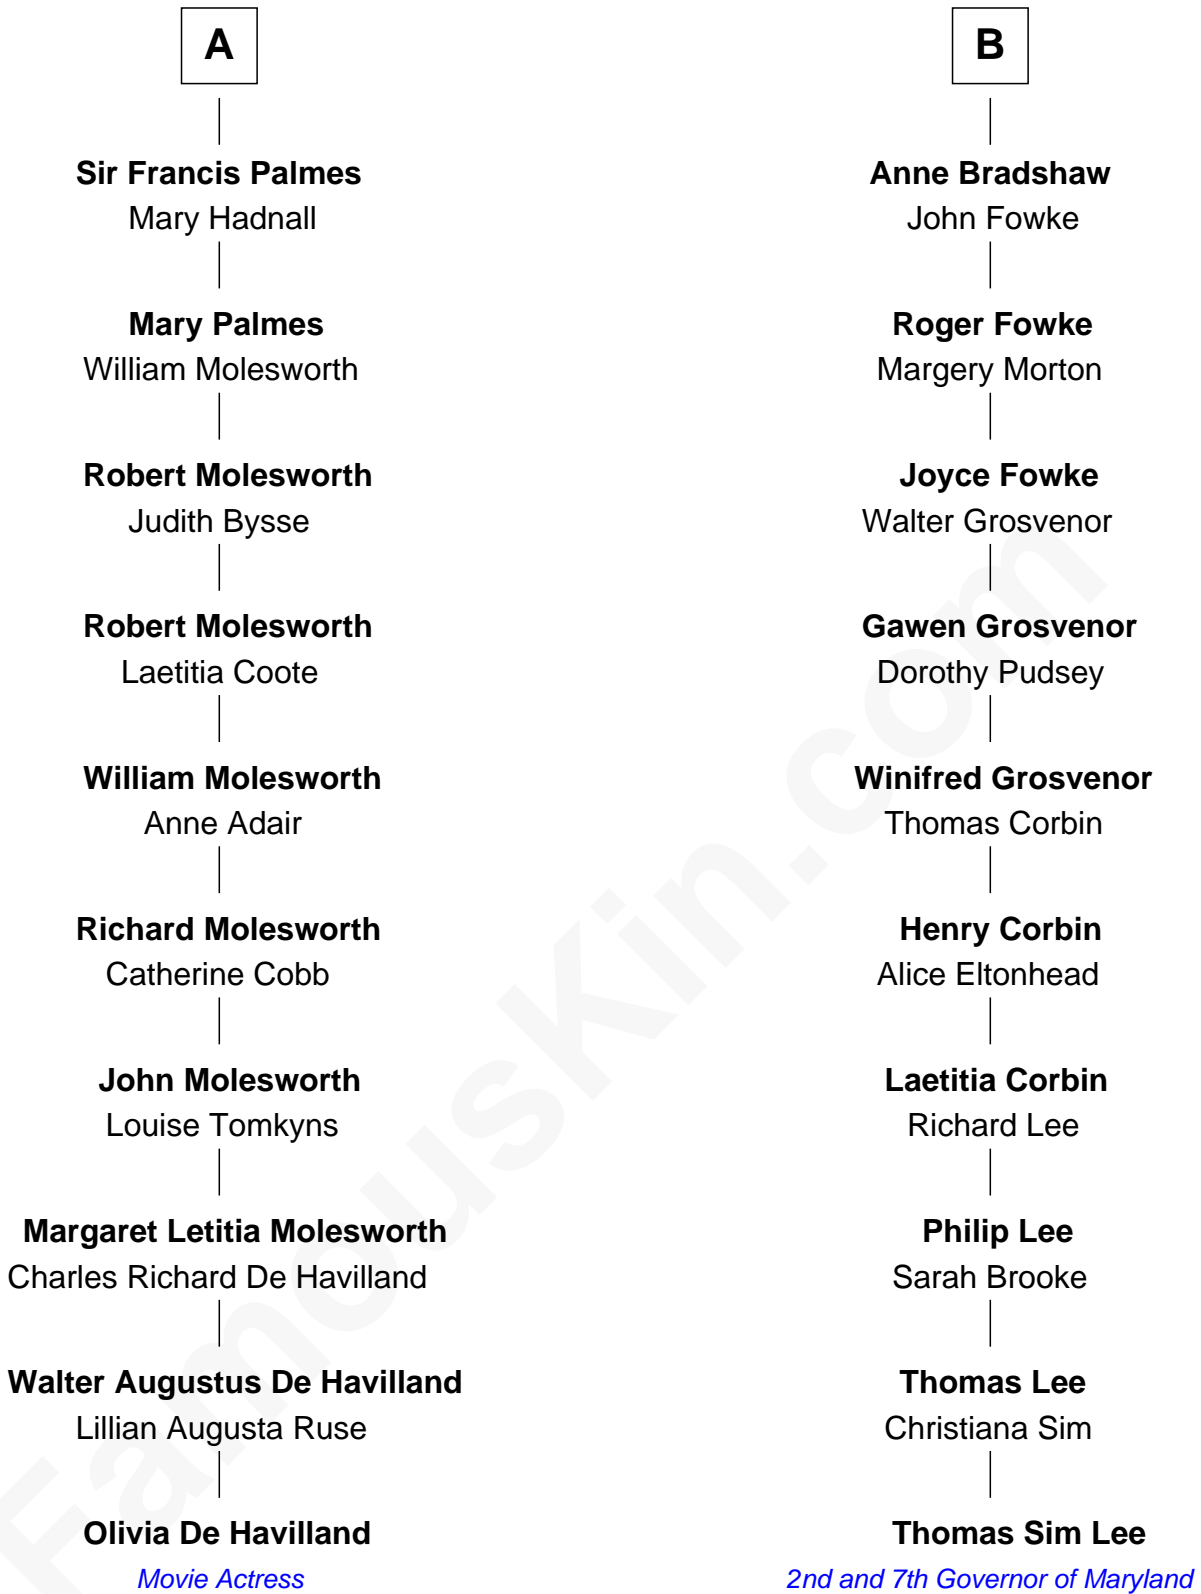 A
Sir Francis Palmes
Mary Hadnall
Mary Palmes
William Molesworth
Robert Molesworth
Judith Bysse
Robert Molesworth
Laetitia Coote
William Molesworth
Anne Adair
Richard Molesworth
Catherine Cobb
John Molesworth
Louise Tomkyns
Margaret Letitia Molesworth
Charles Richard De Havilland
Walter Augustus De Havilland
Lillian Augusta Ruse
Olivia De Havilland
Movie Actress
B
Anne Bradshaw
John Fowke
Roger Fowke
Margery Morton
Joyce Fowke
Walter Grosvenor
Gawen Grosvenor
Dorothy Pudsey
Winifred Grosvenor
Thomas Corbin
Henry Corbin
Alice Eltonhead
Laetitia Corbin
Richard Lee
Philip Lee
Sarah Brooke
Thomas Lee
Christiana Sim
Thomas Sim Lee
2nd and 7th Governor of Maryland
FamousKin.com